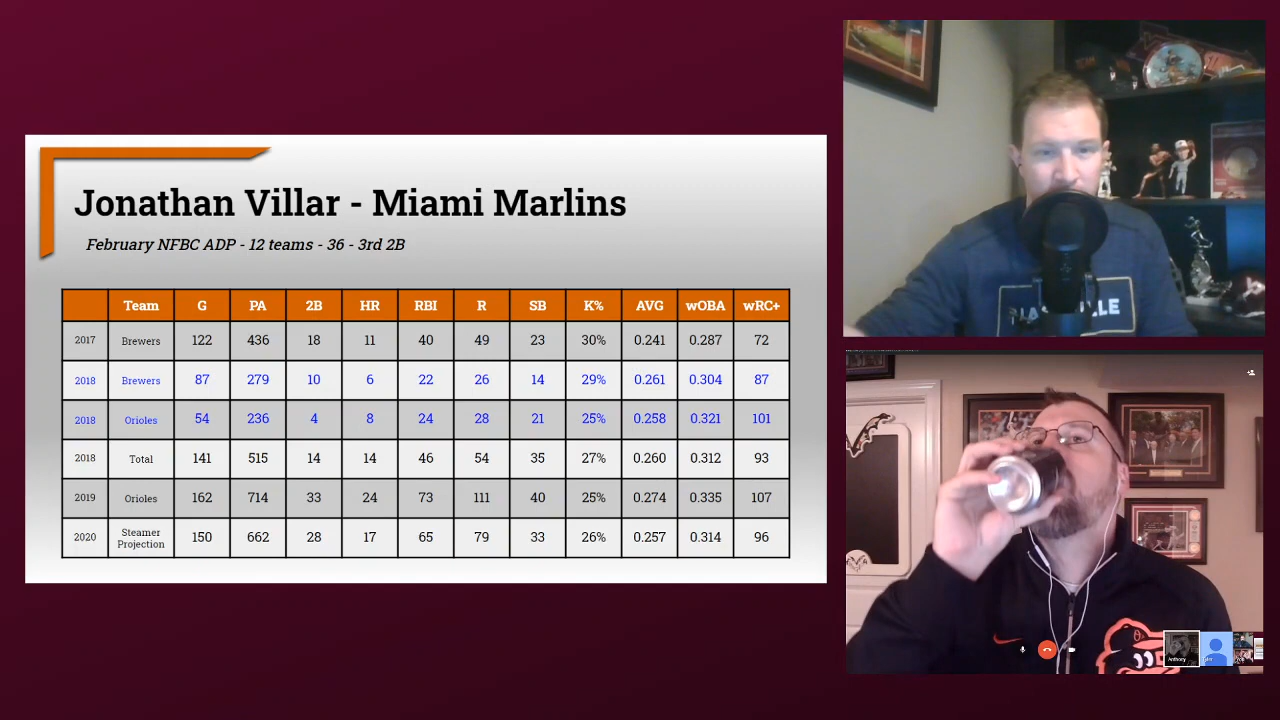 Jonathan Villar - Miami Marlins
February NFBC ADP - 12 teams - 36 - 3rd 2B
Team G PA 2B HR RBI R SB K% AVG wOBA wRC+
2017 Brewers 122 436 18 11 40 49 23 30% 0.241 0.287 72
2018 Brewers 87 279 10 6 22 26 14 29% 0.261 0.304 87
2018 Orioles 54 236 4 8 24 28 21 25% 0.258 0.321 101
2018 Total 141 515 14 14 46 54 35 27% 0.260 0.312 93
2019 Orioles 162 714 33 24 73 111 40 25% 0.274 0.335 107
2020 Steamer Projection 150 662 28 17 65 79 33 26% 0.257 0.314 96
Anthony